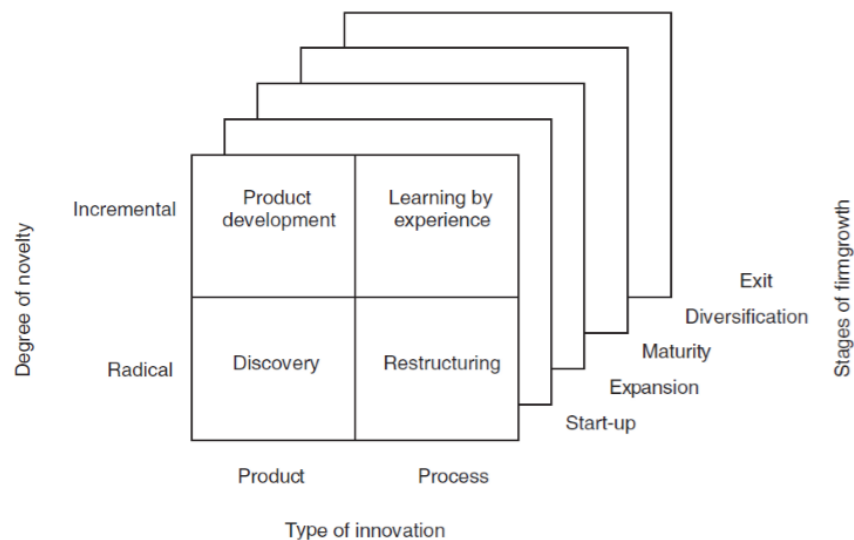 Degree of novelty
Incremental
Product
development
Learning by
experience
Radical
Discovery
Restructuring
Product
Process
Type of innovation
Exit
Diversification
Maturity
Expansion
Start-up
Stages of firmgrowth